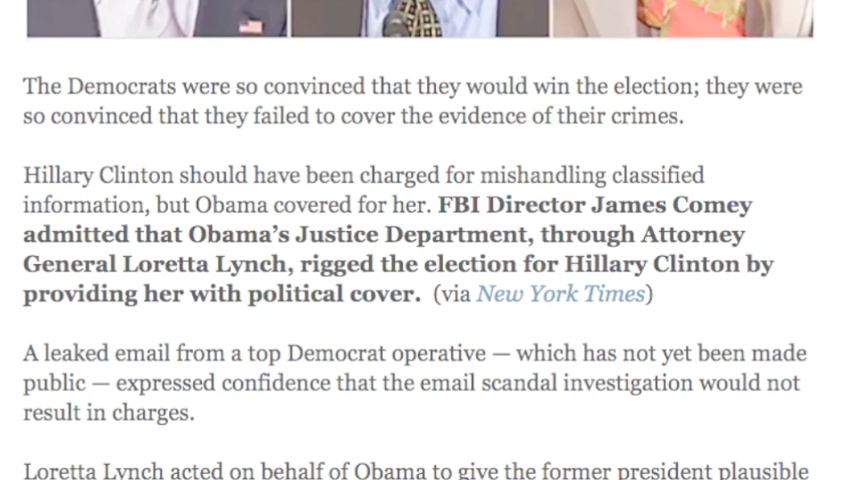 The Democrats were so convinced that they would win the election; they were
so convinced that they failed to cover the evidence of their crimes.
Hillary Clinton should have been charged for mishandling classified
information, but Obama covered for her. FBI Director James Comey
admitted that Obama’s Justice Department, through Attorney
General Loretta Lynch, rigged the election for Hillary Clinton by
providing her with political cover. (via New York Times)
A leaked email from a top Democrat operative — which has not yet been made
public — expressed confidence that the email scandal investigation would not
result in charges.
Loretta Lynch acted on behalf of Obama to give the former president plausible